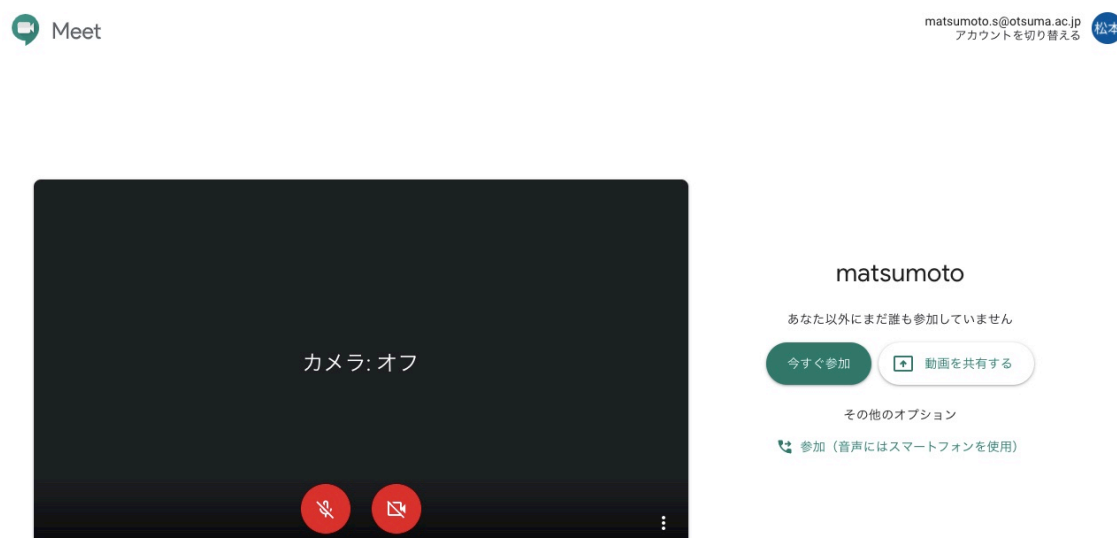 Meet
matsumoto.s@otsuma.ac.jp
アカウントを切り替える
松本
カメラ: オフ
matsumoto
あなた以外にまだ誰も参加していません
今すぐ参加
動画を共有する
その他のオプション
参加（音声にはスマートフォンを使用）